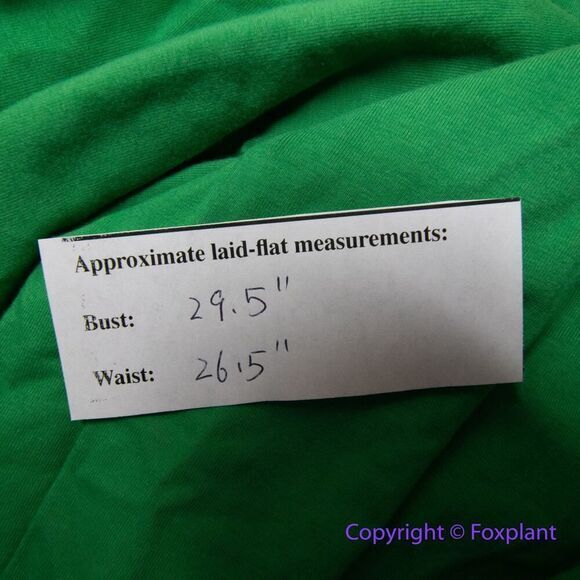 Approximate laid-flat measurements:
Bust: 29.5"
Waist: 26.5"
Copyright © Foxplant